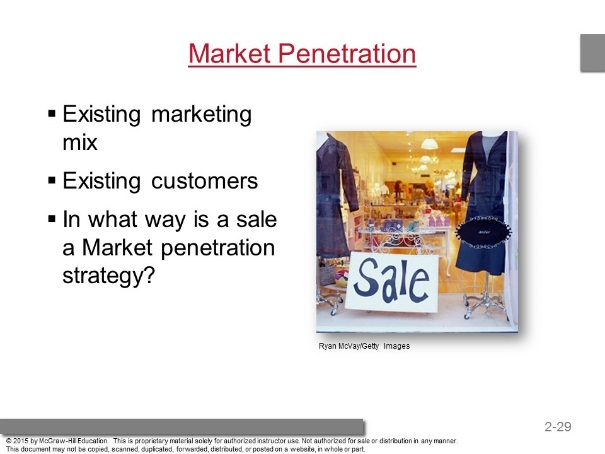 Market Penetration
▪ Existing marketing
mix
▪ Existing customers
▪ In what way is a sale
a Market penetration
strategy?
Sale
Ryan McVay/Getty Images
2-29
© 2015 by McGraw-Hill Education. This is proprietary material solely for authorized instructor use. Not authorized for sale or distribution in any manner.
This document may not be copied, scanned, duplicated, forwarded, distributed, or posted on a website, in whole or part.